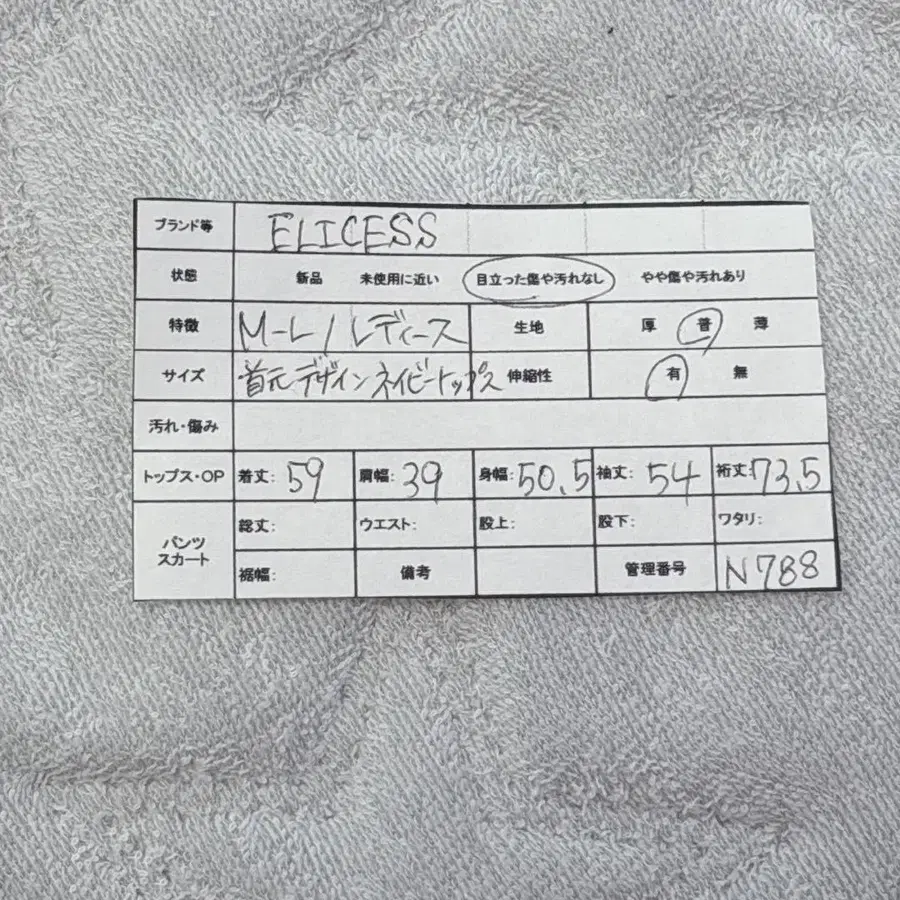 ブランド等 ELICESS
状態 新品 未使用に近い 目立った傷や汚れなし やや傷や汚れあり
特徴 M-L/レディース 生地 厚 普 薄
サイズ 首元デザインネイビートップス 伸縮性 有 無
汚れ・傷み
トップス・OP 着丈: 59 肩幅: 39 身幅: 50.5 袖丈: 54 裄丈: 73.5
パンツ
スカート
総丈: ウエスト: 股上: 股下: ワタリ:
裾幅: 備考 管理番号 N788